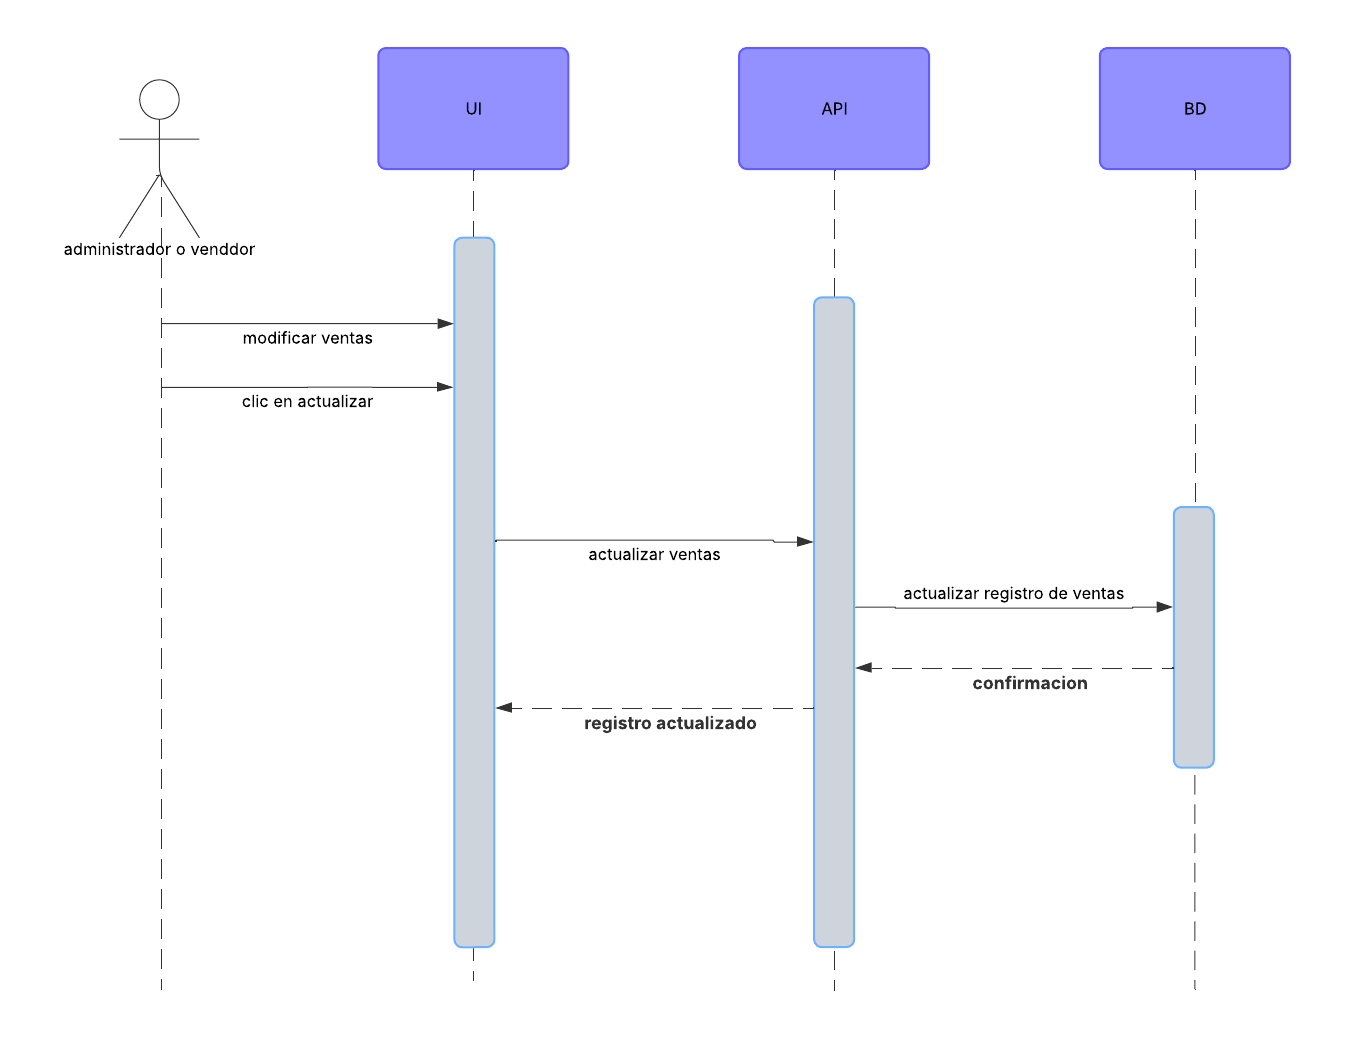 UI
API
BD
administrador o venddor
modificar ventas
clic en actualizar
actualizar ventas
actualizar registro de ventas
confirmacion
registro actualizado